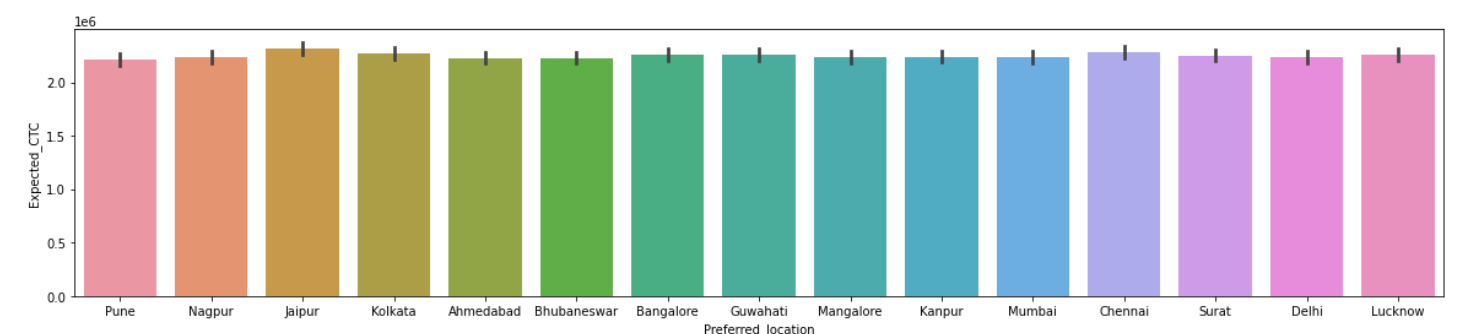 1e6
2.0
1.5
1.0
0.5
0.0
Expected_CTC
Pune Nagpur Jaipur Kolkata Ahmedabad Bhubaneswar Bangalore Guwahati Mangalore Kanpur Mumbai Chennai Surat Delhi Lucknow
Preferred_location